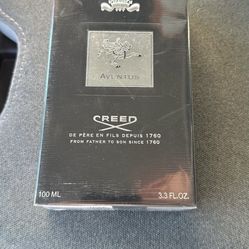 AVENTUS
CREED
DE PÈRE EN FILS DEPUIS 1760
FROM FATHER TO SON SINCE 1760
100 ML 3.3 FL.OZ.